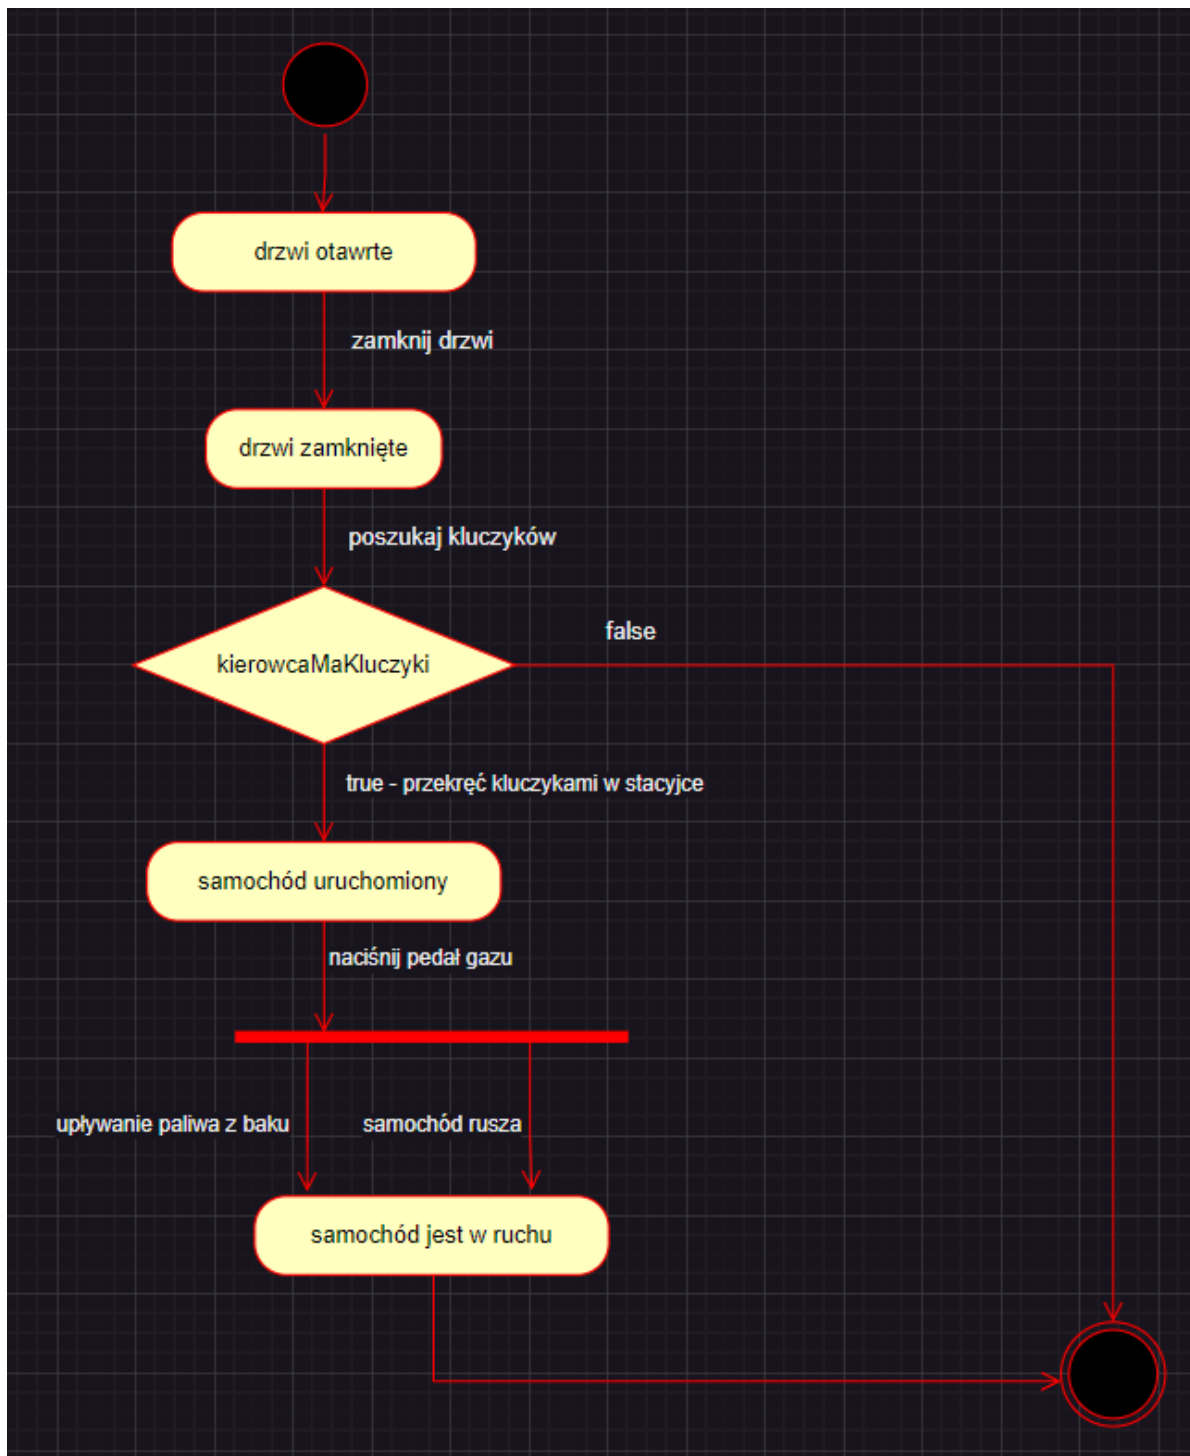 drzwi otawrte
zamknij drzwi
drzwi zamknięte
poszukaj kluczyków
false
kierowcaMaKluczyki
true - przekręć kluczykami w stacyjce
samochód uruchomiony
naciśnij pedał gazu
upływanie paliwa z baku
samochód rusza
samochód jest w ruchu